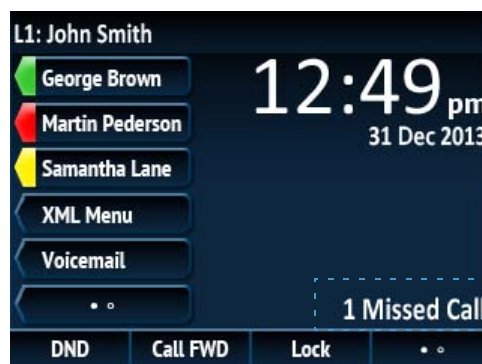 L1: John Smith
George Brown
Martin Pederson
Samantha Lane
XML Menu
Voicemail
12:49 pm
31 Dec 2013
1 Missed Call
DND Call FWD Lock